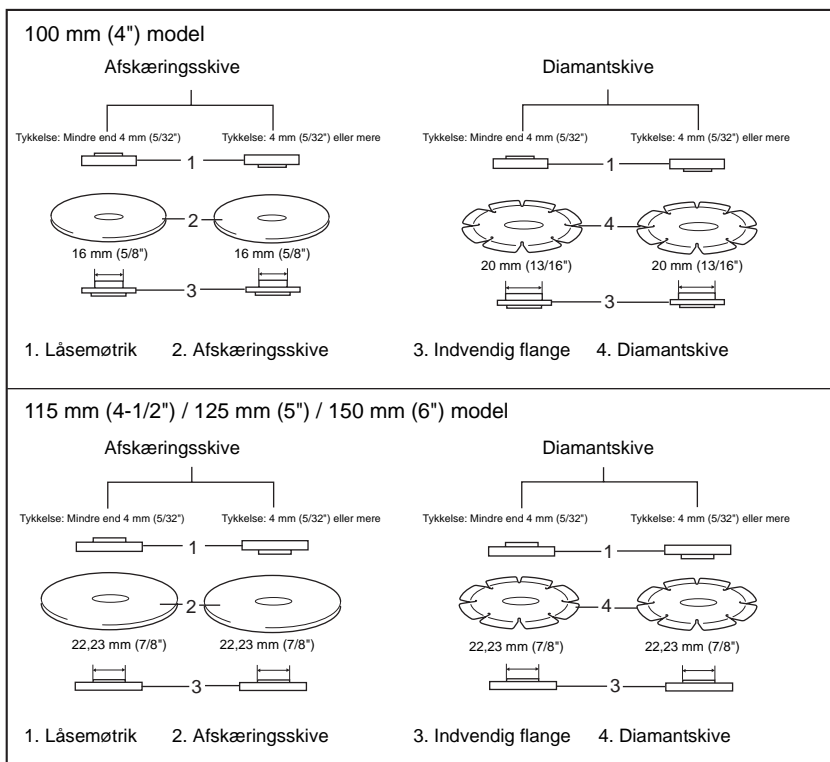 100 mm (4") model
Afskæringsskive Diamantskive
Tykkelse: Mindre end 4 mm (5/32") Tykkelse: 4 mm (5/32") eller mere Tykkelse: Mindre end 4 mm (5/32") Tykkelse: 4 mm (5/32") eller mere
1 1
2 4
16 mm (5/8") 16 mm (5/8") 20 mm (13/16") 20 mm (13/16")
3 3
1. Låsemøtrik 2. Afskæringsskive 3. Indvendig flange 4. Diamantskive
115 mm (4-1/2") / 125 mm (5") / 150 mm (6") model
Afskæringsskive Diamantskive
Tykkelse: Mindre end 4 mm (5/32") Tykkelse: 4 mm (5/32") eller mere Tykkelse: Mindre end 4 mm (5/32") Tykkelse: 4 mm (5/32") eller mere
1 1
2 4
22,23 mm (7/8") 22,23 mm (7/8") 22,23 mm (7/8") 22,23 mm (7/8")
3 3
1. Låsemøtrik 2. Afskæringsskive 3. Indvendig flange 4. Diamantskive